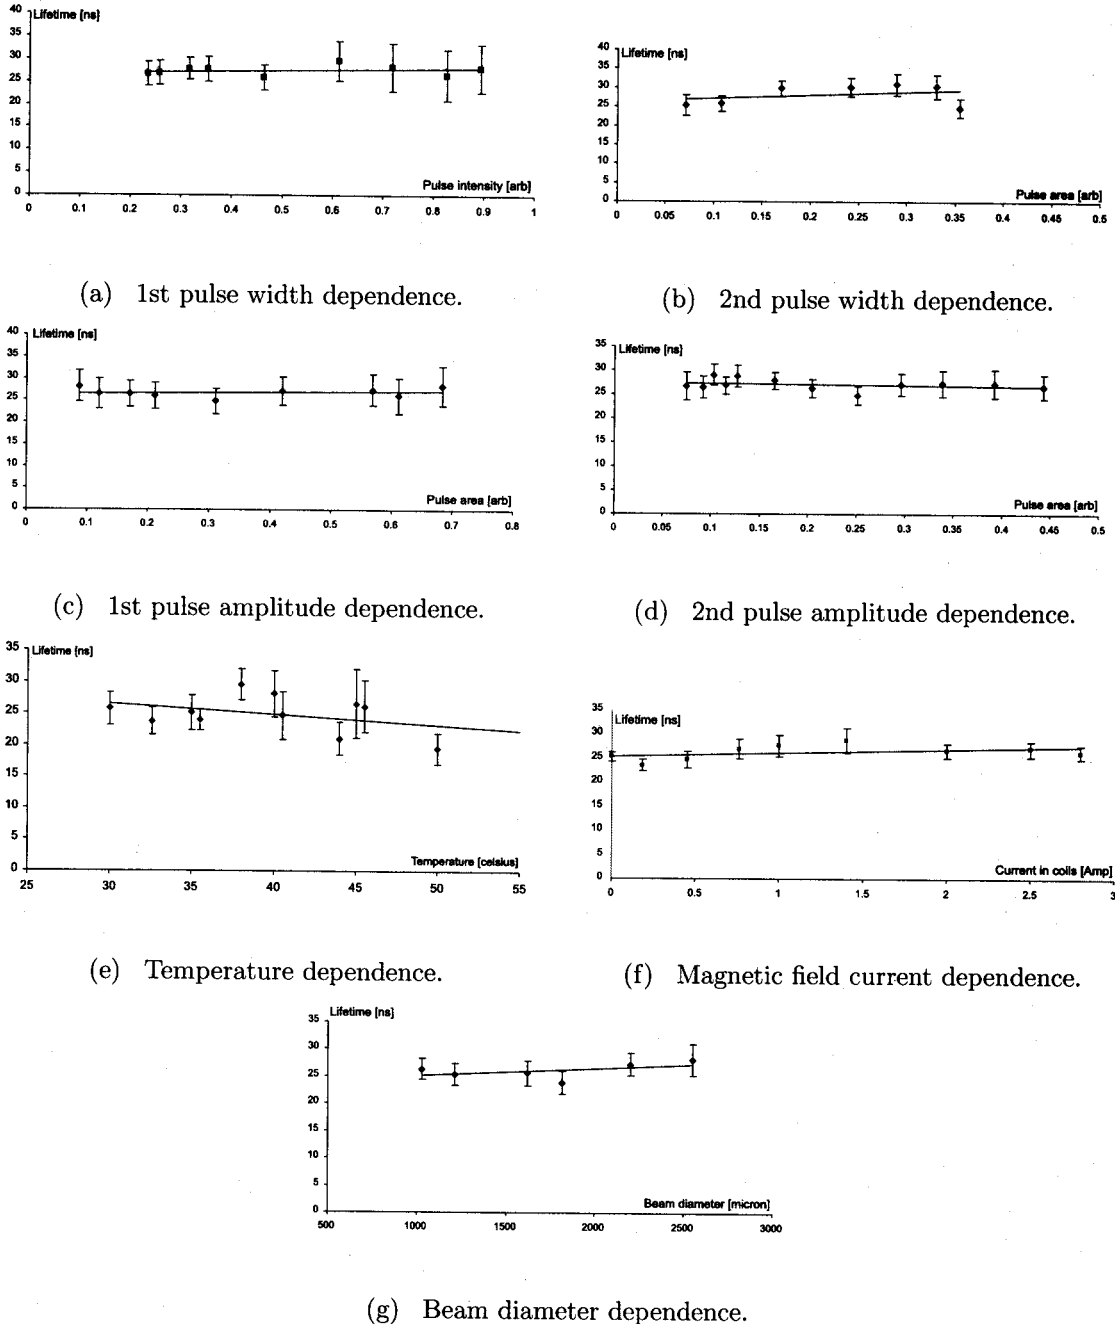 Lifetime [ns]
40
35
30
25
20
15
10
5
0
Pulse intensity [arb]
0 0.1 0.2 0.3 0.4 0.5 0.6 0.7 0.8 0.9 1
(a) 1st pulse width dependence.
Lifetime [ns]
40
35
30
25
20
15
10
5
0
Pulse area [arb]
0 0.05 0.1 0.15 0.2 0.25 0.3 0.35 0.4 0.45 0.5
(b) 2nd pulse width dependence.
Lifetime [ns]
40
35
30
25
20
15
10
5
0
Pulse area [arb]
0 0.1 0.2 0.3 0.4 0.5 0.6 0.7 0.8
(c) 1st pulse amplitude dependence.
Lifetime [ns]
35
30
25
20
15
10
5
0
Pulse area [arb]
0 0.05 0.1 0.15 0.2 0.25 0.3 0.35 0.4 0.45 0.5
(d) 2nd pulse amplitude dependence.
Lifetime [ns]
35
30
25
20
15
10
5
0
Temperature [celsius]
25 30 35 40 45 50 55
(e) Temperature dependence.
35
Lifetime [ns]
30
25
20
15
10
5
0
Current in coils [Amp]
0 0.5 1 1.5 2 2.5 3
(f) Magnetic field current dependence.
Lifetime [ns]
35
30
25
20
15
10
5
0
Beam diameter [micron]
500 1000 1500 2000 2500 3000
(g) Beam diameter dependence.